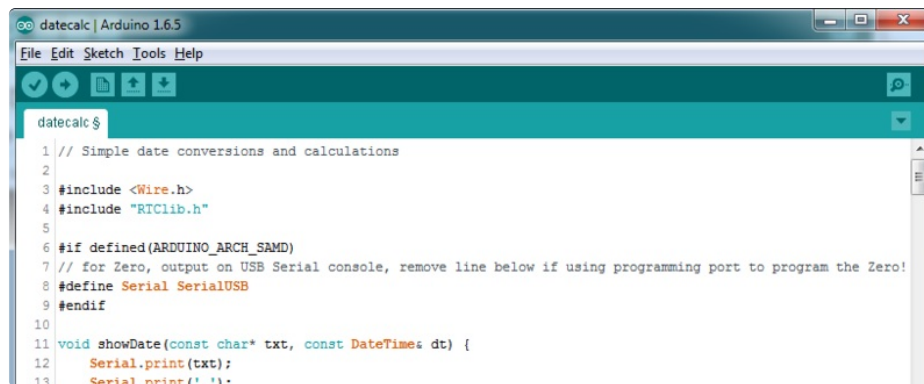 datecalc | Arduino 1.6.5
File Edit Sketch Tools Help
datecalc §
1 // Simple date conversions and calculations
2
3 #include <Wire.h>
4 #include "RTClib.h"
5
6 #if defined(ARDUINO_ARCH_SAMD)
7 // for Zero, output on USB Serial console, remove line below if using programming port to program the Zero!
8 #define Serial SerialUSB
9 #endif
10
11 void showDate(const char* txt, const DateTime& dt) {
12     Serial.print(txt);
13     Serial.print(' ');